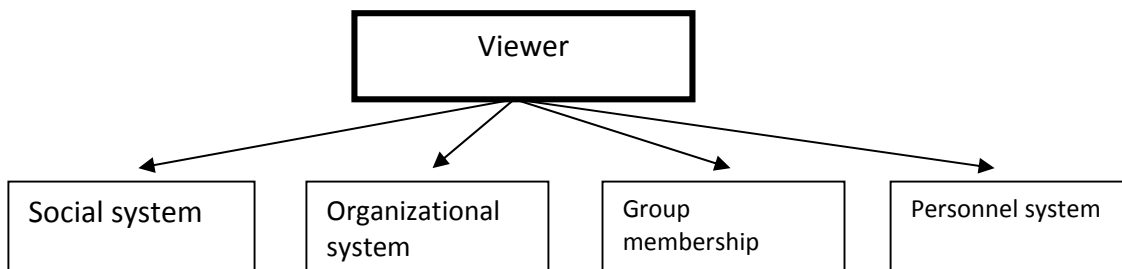 Viewer
Social system
Organizational
system
Group
membership
Personnel system